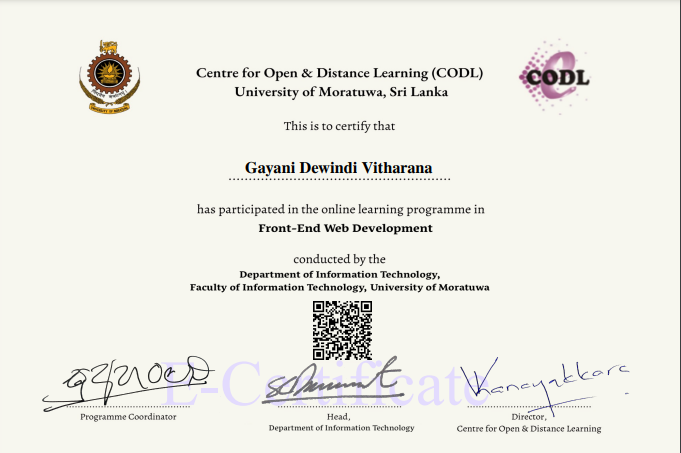 CODL
Centre for Open & Distance Learning (CODL)
University of Moratuwa, Sri Lanka
This is to certify that
Gayani Dewindi Vitharana
has participated in the online learning programme in
Front-End Web Development
conducted by the
Department of Information Technology,
Faculty of Information Technology, University of Moratuwa
E-Certificate
Programme Coordinator
Head,
Department of Information Technology
Director,
Centre for Open & Distance Learning